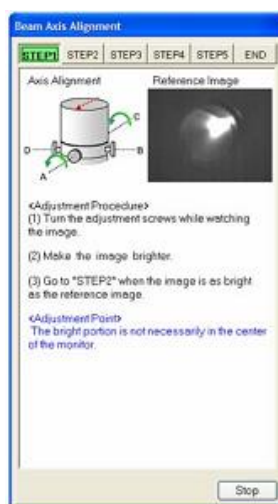 Beam Axis Alignment
STEP1 STEP2 STEP3 STEP4 STEP5 END
Axis Alignment Reference Image
C
D B
A
<Adjustment Procedure>
(1) Turn the adjustment screws while watching
the image.
(2) Make the image brighter.
(3) Go to "STEP2" when the image is as bright
as the reference image.
<Adjustment Point>
The bright portion is not necessarily in the center
of the monitor.
Stop